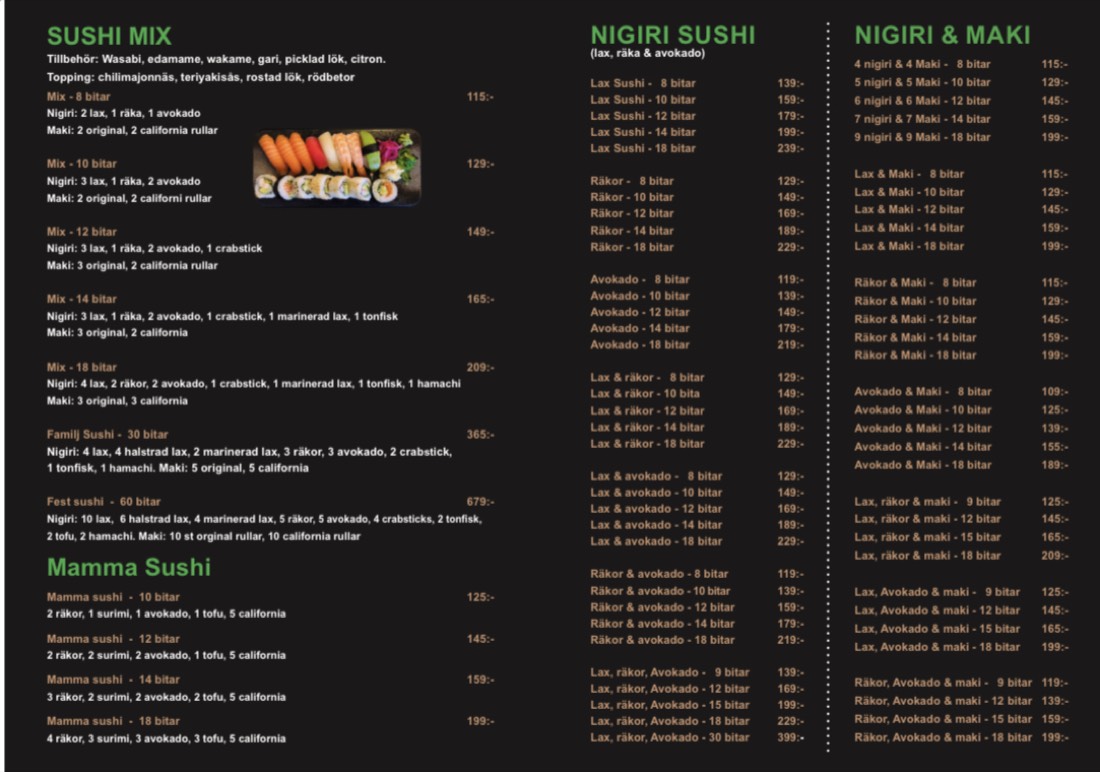 SUSHI MIX
Tillbehör: Wasabi, edamame, wakame, gari, picklad lök, citron.
Topping: chilimajonnäs, teriyakisås, rostad lök, rödbetor
Mix - 8 bitar 115:-
Nigiri: 2 lax, 1 räka, 1 avokado
Maki: 2 original, 2 california rullar
Mix - 10 bitar 129:-
Nigiri: 3 lax, 1 räka, 2 avokado
Maki: 2 original, 2 californi rullar
Mix - 12 bitar 149:-
Nigiri: 3 lax, 1 räka, 2 avokado, 1 crabstick
Maki: 3 original, 2 california rullar
Mix - 14 bitar 165:-
Nigiri: 3 lax, 1 räka, 2 avokado, 1 crabstick, 1 marinerad lax, 1 tonfisk
Maki: 3 original, 2 california
Mix - 18 bitar 209:-
Nigiri: 4 lax, 2 räkor, 2 avokado, 1 crabstick, 1 marinerad lax, 1 tonfisk, 1 hamachi
Maki: 3 original, 3 california
Familj Sushi - 30 bitar 365:-
Nigiri: 4 lax, 4 halstrad lax, 2 marinerad lax, 3 räkor, 3 avokado, 2 crabstick,
1 tonfisk, 1 hamachi. Maki: 5 original, 5 california
Fest sushi - 60 bitar 679:-
Nigiri: 10 lax, 6 halstrad lax, 4 marinerad lax, 5 räkor, 5 avokado, 4 crabsticks, 2 tonfisk,
2 tofu, 2 hamachi. Maki: 10 st orginal rullar, 10 california rullar
Mamma Sushi
Mamma sushi - 10 bitar 125:-
2 räkor, 1 surimi, 1 avokado, 1 tofu, 5 california
Mamma sushi - 12 bitar 145:-
2 räkor, 2 surimi, 2 avokado, 1 tofu, 5 california
Mamma sushi - 14 bitar 159:-
3 räkor, 2 surimi, 2 avokado, 2 tofu, 5 california
Mamma sushi - 18 bitar 199:-
4 räkor, 3 surimi, 3 avokado, 3 tofu, 5 california
NIGIRI SUSHI
(lax, räka & avokado)
Lax Sushi - 8 bitar 139:-
Lax Sushi - 10 bitar 159:-
Lax Sushi - 12 bitar 179:-
Lax Sushi - 14 bitar 199:-
Lax Sushi - 18 bitar 239:-
Räkor - 8 bitar 129:-
Räkor - 10 bitar 149:-
Räkor - 12 bitar 169:-
Räkor - 14 bitar 189:-
Räkor - 18 bitar 229:-
Avokado - 8 bitar 119:-
Avokado - 10 bitar 139:-
Avokado - 12 bitar 149:-
Avokado - 14 bitar 179:-
Avokado - 18 bitar 219:-
Lax & räkor - 8 bitar 129:-
Lax & räkor - 10 bita 149:-
Lax & räkor - 12 bitar 169:-
Lax & räkor - 14 bitar 189:-
Lax & räkor - 18 bitar 229:-
Lax & avokado - 8 bitar 129:-
Lax & avokado - 10 bitar 149:-
Lax & avokado - 12 bitar 169:-
Lax & avokado - 14 bitar 189:-
Lax & avokado - 18 bitar 229:-
Räkor & avokado - 8 bitar 119:-
Räkor & avokado - 10 bitar 139:-
Räkor & avokado - 12 bitar 159:-
Räkor & avokado - 14 bitar 179:-
Räkor & avokado - 18 bitar 219:-
Lax, räkor, Avokado - 9 bitar 139:-
Lax, räkor, Avokado - 12 bitar 169:-
Lax, räkor, Avokado - 15 bitar 199:-
Lax, räkor, Avokado - 18 bitar 229:-
Lax, räkor, Avokado - 30 bitar 399:-
NIGIRI & MAKI
4 nigiri & 4 Maki - 8 bitar 115:-
5 nigiri & 5 Maki - 10 bitar 129:-
6 nigiri & 6 Maki - 12 bitar 145:-
7 nigiri & 7 Maki - 14 bitar 159:-
9 nigiri & 9 Maki - 18 bitar 199:-
Lax & Maki - 8 bitar 115:-
Lax & Maki - 10 bitar 129:-
Lax & Maki - 12 bitar 145:-
Lax & Maki - 14 bitar 159:-
Lax & Maki - 18 bitar 199:-
Räkor & Maki - 8 bitar 115:-
Räkor & Maki - 10 bitar 129:-
Räkor & Maki - 12 bitar 145:-
Räkor & Maki - 14 bitar 159:-
Räkor & Maki - 18 bitar 199:-
Avokado & Maki - 8 bitar 109:-
Avokado & Maki - 10 bitar 125:-
Avokado & Maki - 12 bitar 139:-
Avokado & Maki - 14 bitar 155:-
Avokado & Maki - 18 bitar 189:-
Lax, räkor & maki - 9 bitar 125:-
Lax, räkor & maki - 12 bitar 145:-
Lax, räkor & maki - 15 bitar 165:-
Lax, räkor & maki - 18 bitar 209:-
Lax, Avokado & maki - 9 bitar 125:-
Lax, Avokado & maki - 12 bitar 145:-
Lax, Avokado & maki - 15 bitar 165:-
Lax, Avokado & maki - 18 bitar 199:-
Räkor, Avokado & maki - 9 bitar 119:-
Räkor, Avokado & maki - 12 bitar 139:-
Räkor, Avokado & maki - 15 bitar 159:-
Räkor, Avokado & maki - 18 bitar 199:-